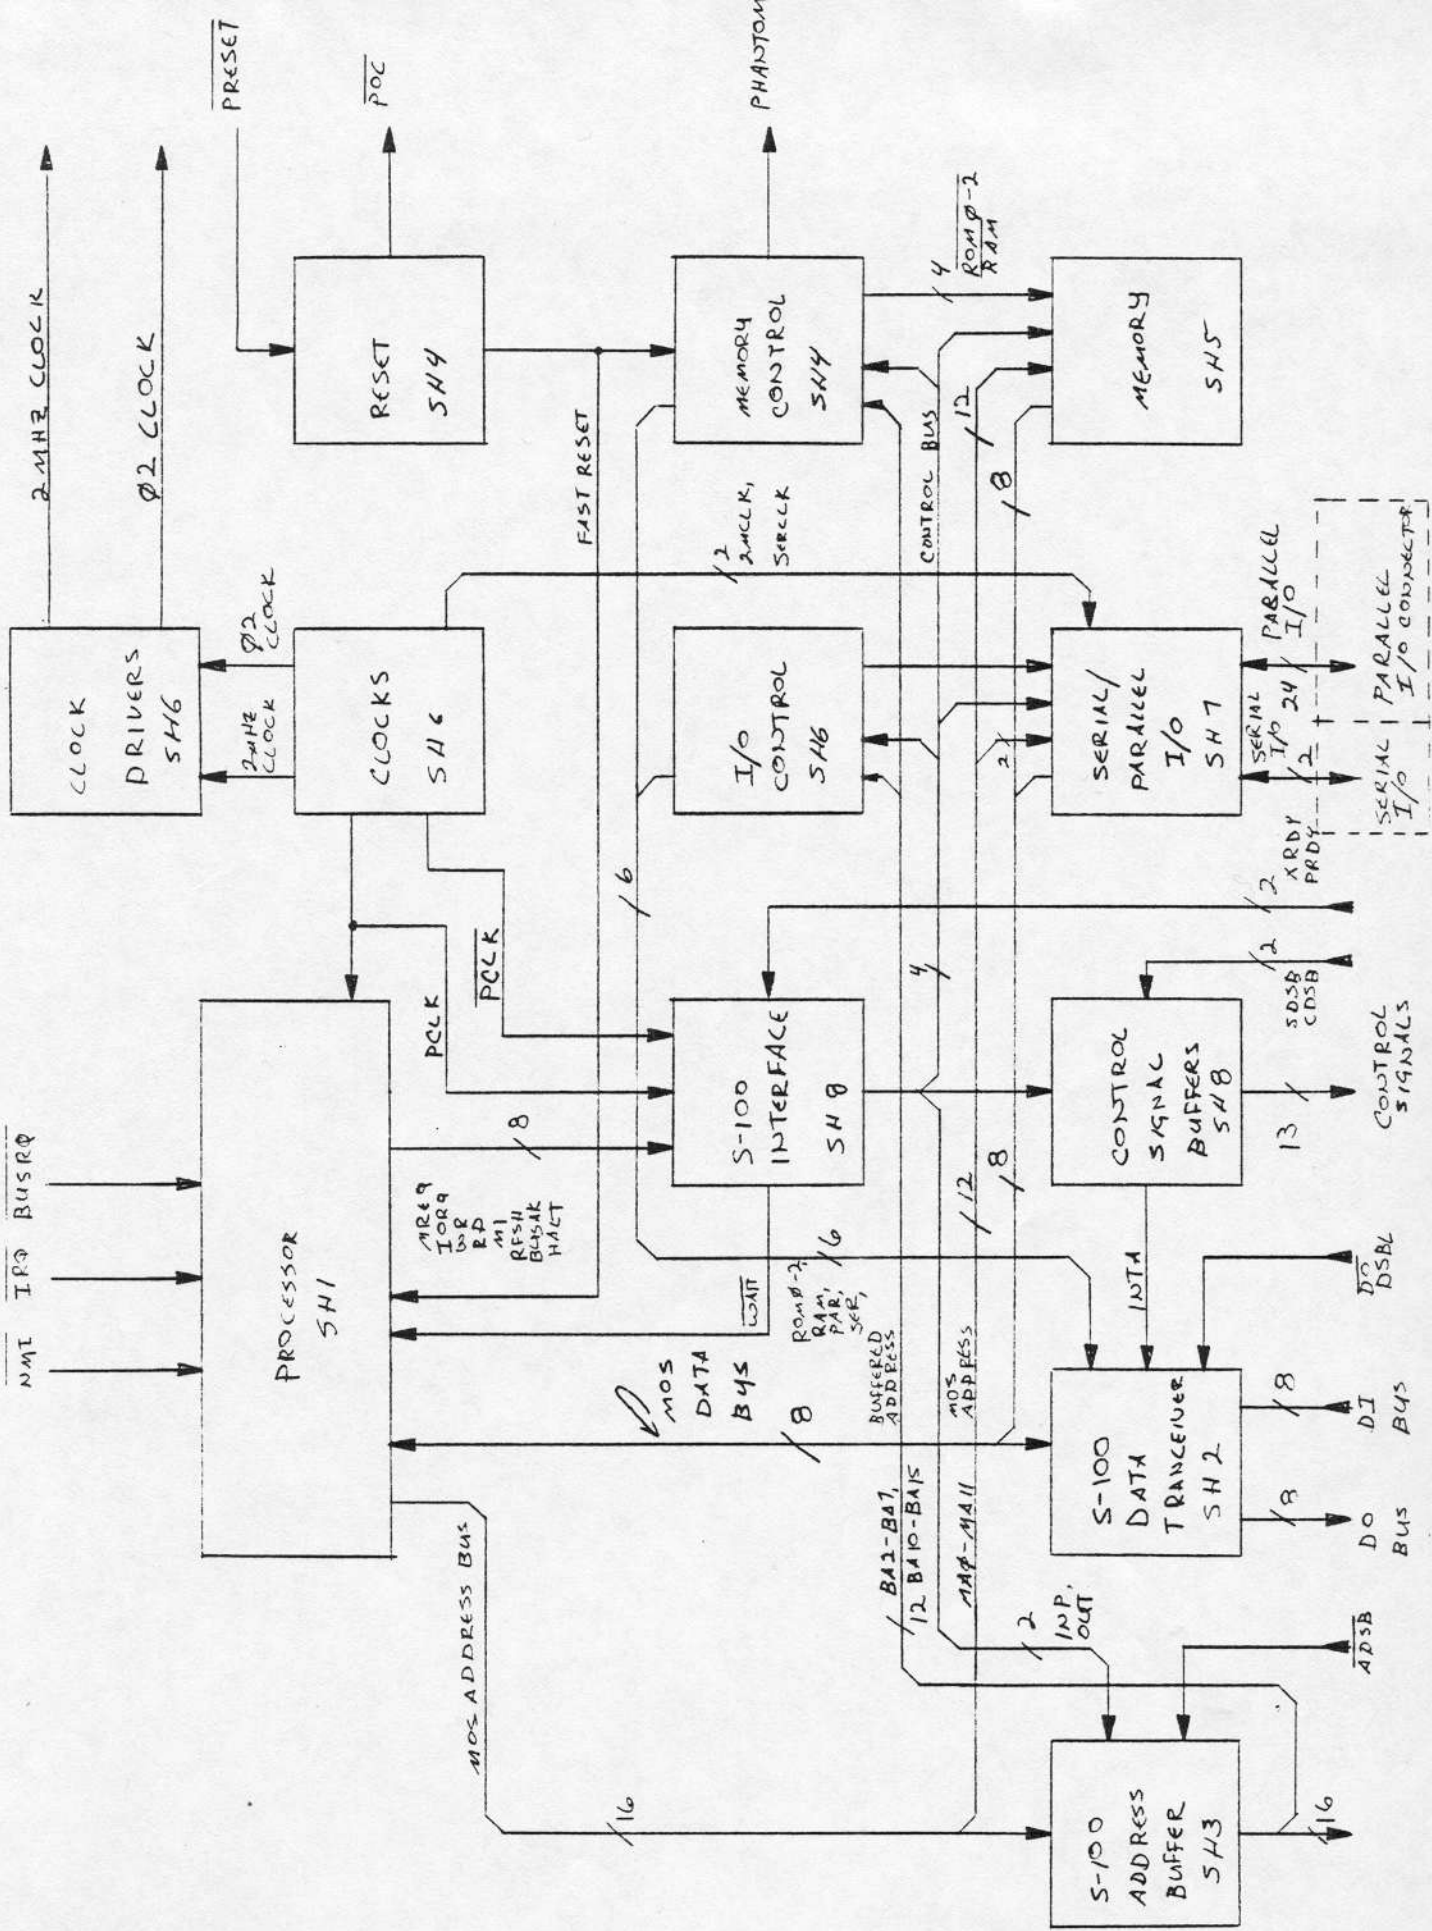 2MHZ CLOCK
Ø2 CLOCK
PRESET
POC
PHANTOM
CLOCK
DRIVERS
SH6
Ø2
CLOCK
2MHZ
CLOCK
CLOCKS
SH6
RESET
SH4
FAST RESET
MEMORY
CONTROL
SH4
4
ROMØ-2
RAM
MEMORY
SH5
2
2MCLK,
SERCLK
CONTROL BUS
12
8
I/O
CONTROL
SH6
SERIAL/
PARALLEL
I/O
SH7
2
PARALLEL
I/O
24
SERIAL
I/O
2
PARALLEL
I/O CONNECTOR
SERIAL
I/O
NMI
IRQ
BUSRQ
PROCESSOR
SH1
PCLK
PCLK
6
8
MREQ
IORQ
WR
RD
M1
RFSH
BUSAK
HALT
S-100
INTERFACE
SH8
WAIT
4
2
XRDY
PRDY
CONTROL
SIGNAL
BUFFERS
SH8
2
SDSB
CDSB
13
CONTROL
SIGNALS
MOS
DATA
BUS
8
ROMØ-2,
RAM,
PAR,
SER,
6
BUFFERED
ADDRESS
MOS
ADDRESS
12
8
INTA
DO
DSBL
S-100
DATA
TRANCEIVER
SH2
8
DI
BUS
8
DO
BUS
MOS ADDRESS BUS
16
BA2-BA7,
12 BA10-BA15
MAØ-MA11
2
INP,
OUT
ADSB
S-100
ADDRESS
BUFFER
SH3
16